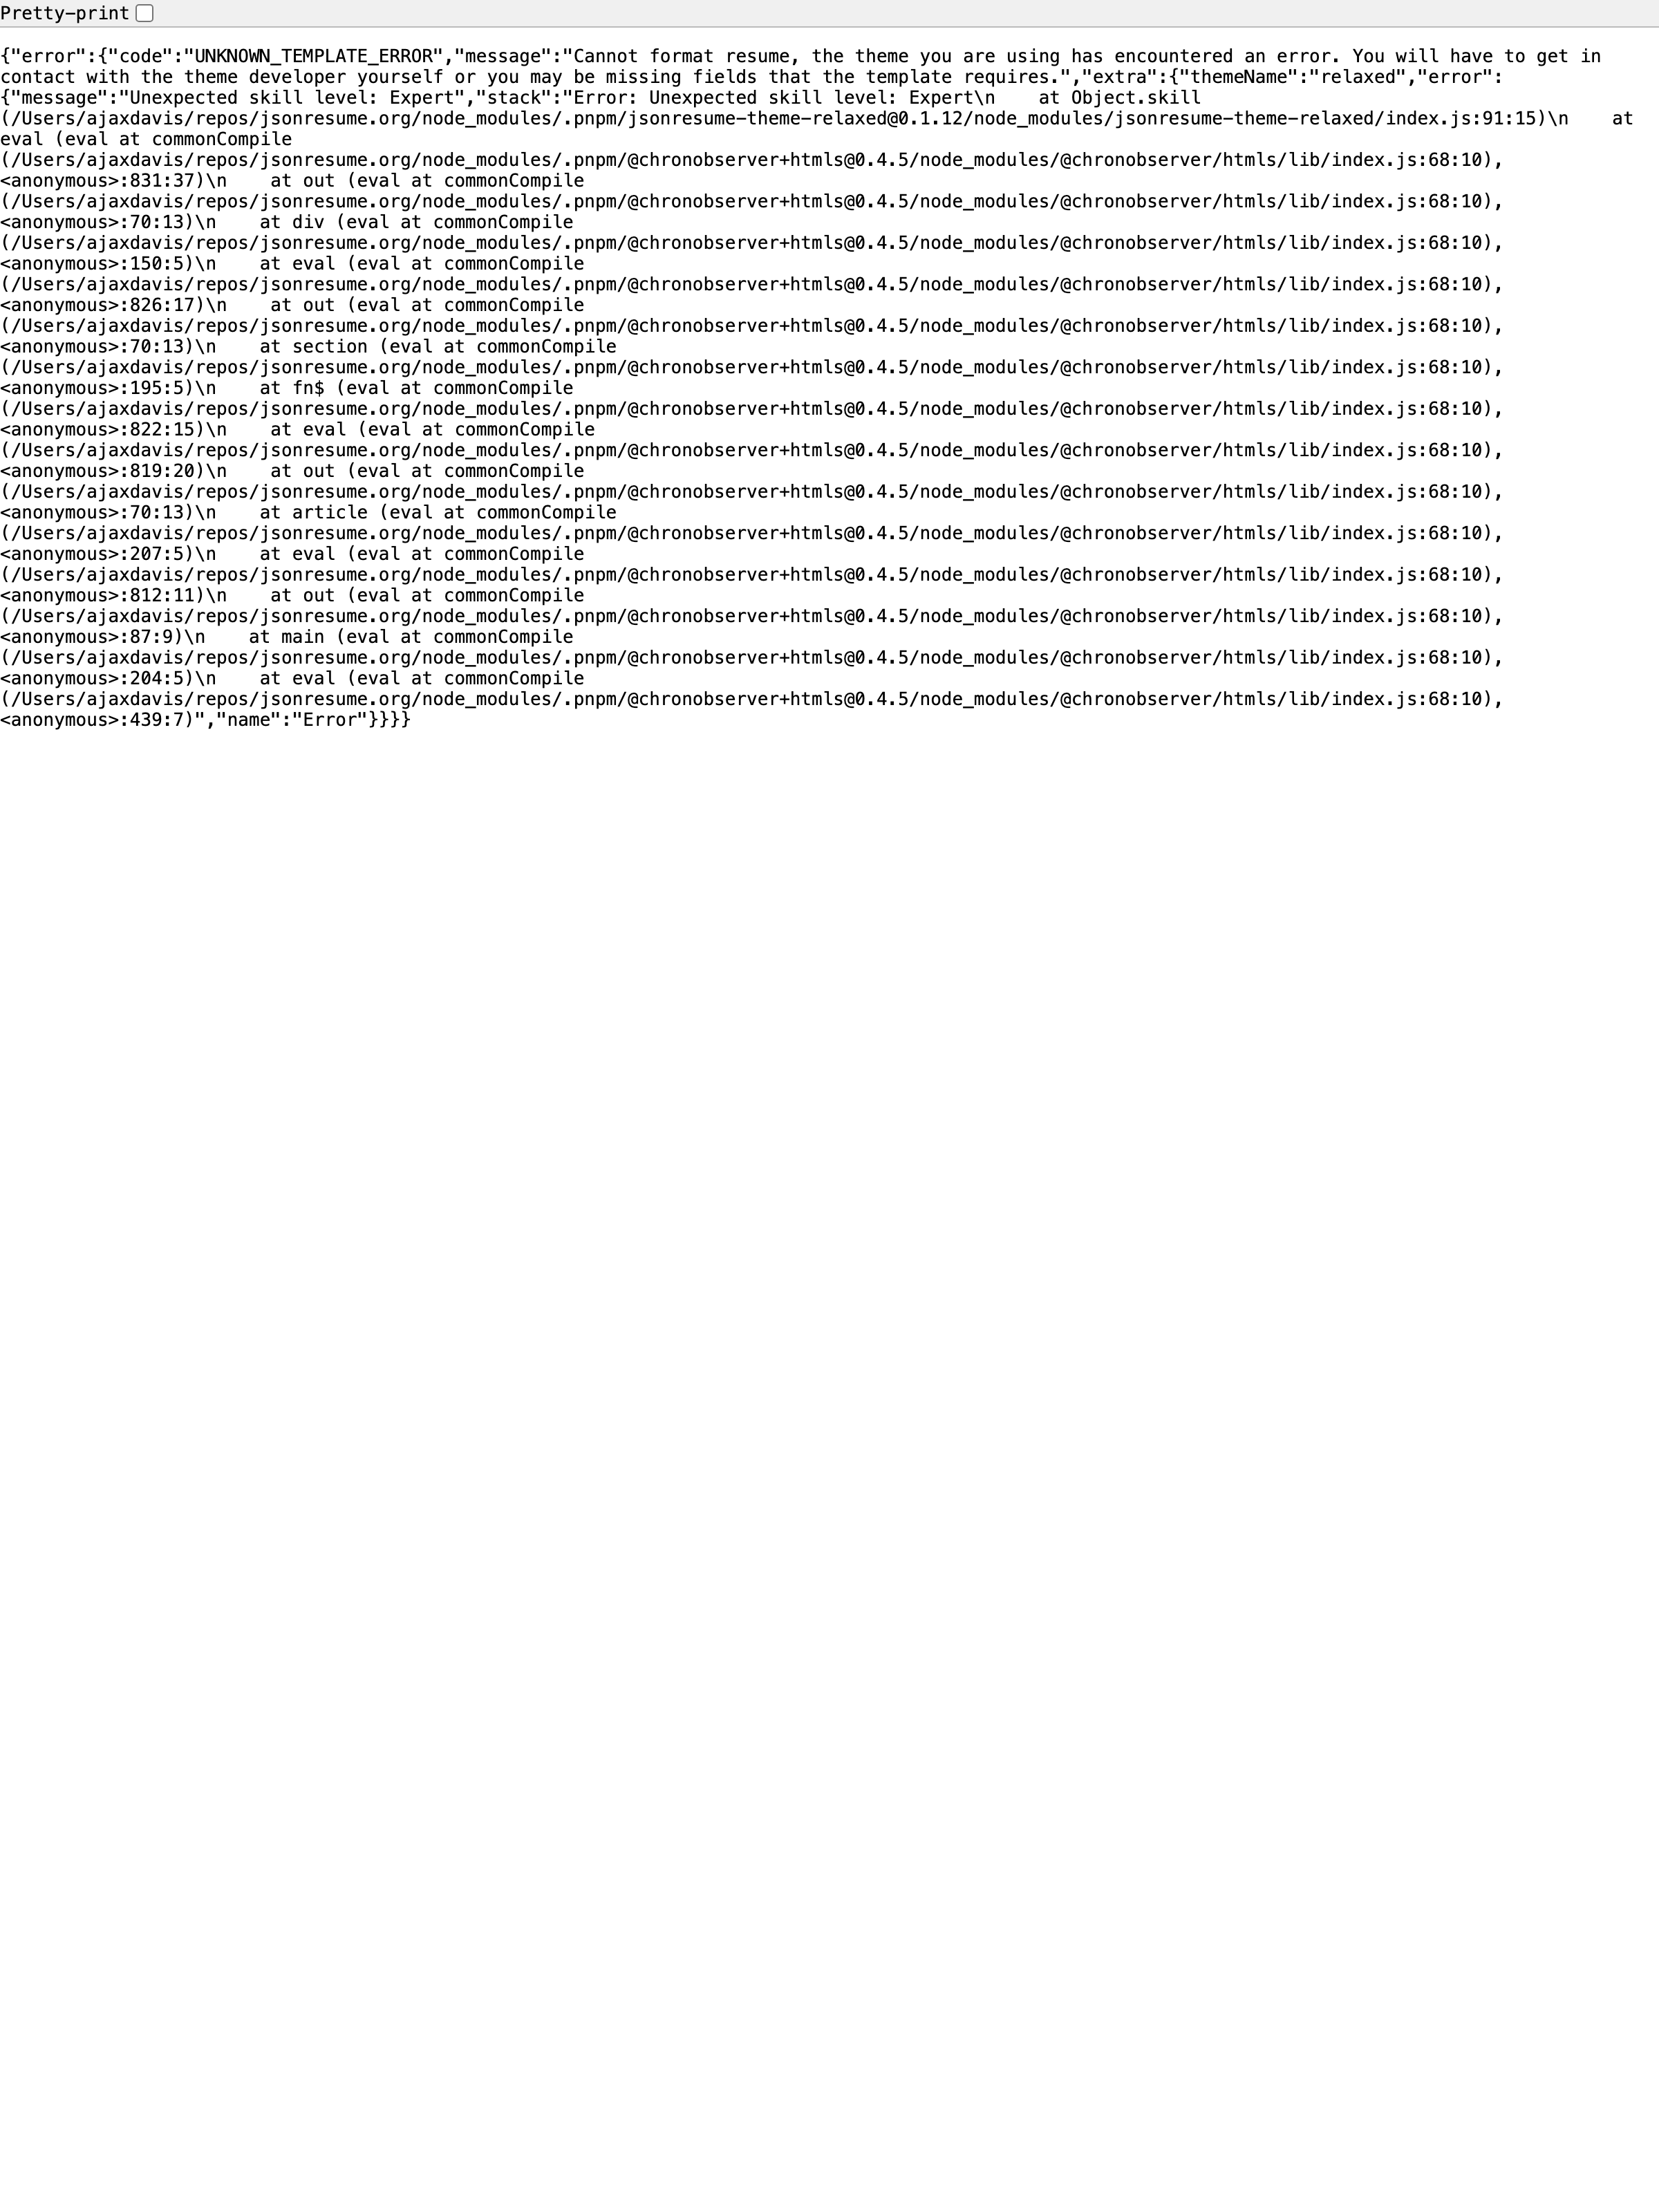 Pretty-print
{"error":{"code":"UNKNOWN_TEMPLATE_ERROR","message":"Cannot format resume, the theme you are using has encountered an error. You will have to get in
contact with the theme developer yourself or you may be missing fields that the template requires.","extra":{"themeName":"relaxed","error":
{"message":"Unexpected skill level: Expert","stack":"Error: Unexpected skill level: Expert\n    at Object.skill
(/Users/ajaxdavis/repos/jsonresume.org/node_modules/.pnpm/jsonresume-theme-relaxed@0.1.12/node_modules/jsonresume-theme-relaxed/index.js:91:15)\n    at
eval (eval at commonCompile
(/Users/ajaxdavis/repos/jsonresume.org/node_modules/.pnpm/@chronobserver+htmls@0.4.5/node_modules/@chronobserver/htmls/lib/index.js:68:10),
<anonymous>:831:37)\n    at out (eval at commonCompile
(/Users/ajaxdavis/repos/jsonresume.org/node_modules/.pnpm/@chronobserver+htmls@0.4.5/node_modules/@chronobserver/htmls/lib/index.js:68:10),
<anonymous>:70:13)\n    at div (eval at commonCompile
(/Users/ajaxdavis/repos/jsonresume.org/node_modules/.pnpm/@chronobserver+htmls@0.4.5/node_modules/@chronobserver/htmls/lib/index.js:68:10),
<anonymous>:150:5)\n    at eval (eval at commonCompile
(/Users/ajaxdavis/repos/jsonresume.org/node_modules/.pnpm/@chronobserver+htmls@0.4.5/node_modules/@chronobserver/htmls/lib/index.js:68:10),
<anonymous>:826:17)\n    at out (eval at commonCompile
(/Users/ajaxdavis/repos/jsonresume.org/node_modules/.pnpm/@chronobserver+htmls@0.4.5/node_modules/@chronobserver/htmls/lib/index.js:68:10),
<anonymous>:70:13)\n    at section (eval at commonCompile
(/Users/ajaxdavis/repos/jsonresume.org/node_modules/.pnpm/@chronobserver+htmls@0.4.5/node_modules/@chronobserver/htmls/lib/index.js:68:10),
<anonymous>:195:5)\n    at fn$ (eval at commonCompile
(/Users/ajaxdavis/repos/jsonresume.org/node_modules/.pnpm/@chronobserver+htmls@0.4.5/node_modules/@chronobserver/htmls/lib/index.js:68:10),
<anonymous>:822:15)\n    at eval (eval at commonCompile
(/Users/ajaxdavis/repos/jsonresume.org/node_modules/.pnpm/@chronobserver+htmls@0.4.5/node_modules/@chronobserver/htmls/lib/index.js:68:10),
<anonymous>:819:20)\n    at out (eval at commonCompile
(/Users/ajaxdavis/repos/jsonresume.org/node_modules/.pnpm/@chronobserver+htmls@0.4.5/node_modules/@chronobserver/htmls/lib/index.js:68:10),
<anonymous>:70:13)\n    at article (eval at commonCompile
(/Users/ajaxdavis/repos/jsonresume.org/node_modules/.pnpm/@chronobserver+htmls@0.4.5/node_modules/@chronobserver/htmls/lib/index.js:68:10),
<anonymous>:207:5)\n    at eval (eval at commonCompile
(/Users/ajaxdavis/repos/jsonresume.org/node_modules/.pnpm/@chronobserver+htmls@0.4.5/node_modules/@chronobserver/htmls/lib/index.js:68:10),
<anonymous>:812:11)\n    at out (eval at commonCompile
(/Users/ajaxdavis/repos/jsonresume.org/node_modules/.pnpm/@chronobserver+htmls@0.4.5/node_modules/@chronobserver/htmls/lib/index.js:68:10),
<anonymous>:87:9)\n    at main (eval at commonCompile
(/Users/ajaxdavis/repos/jsonresume.org/node_modules/.pnpm/@chronobserver+htmls@0.4.5/node_modules/@chronobserver/htmls/lib/index.js:68:10),
<anonymous>:204:5)\n    at eval (eval at commonCompile
(/Users/ajaxdavis/repos/jsonresume.org/node_modules/.pnpm/@chronobserver+htmls@0.4.5/node_modules/@chronobserver/htmls/lib/index.js:68:10),
<anonymous>:439:7)","name":"Error"}}}}